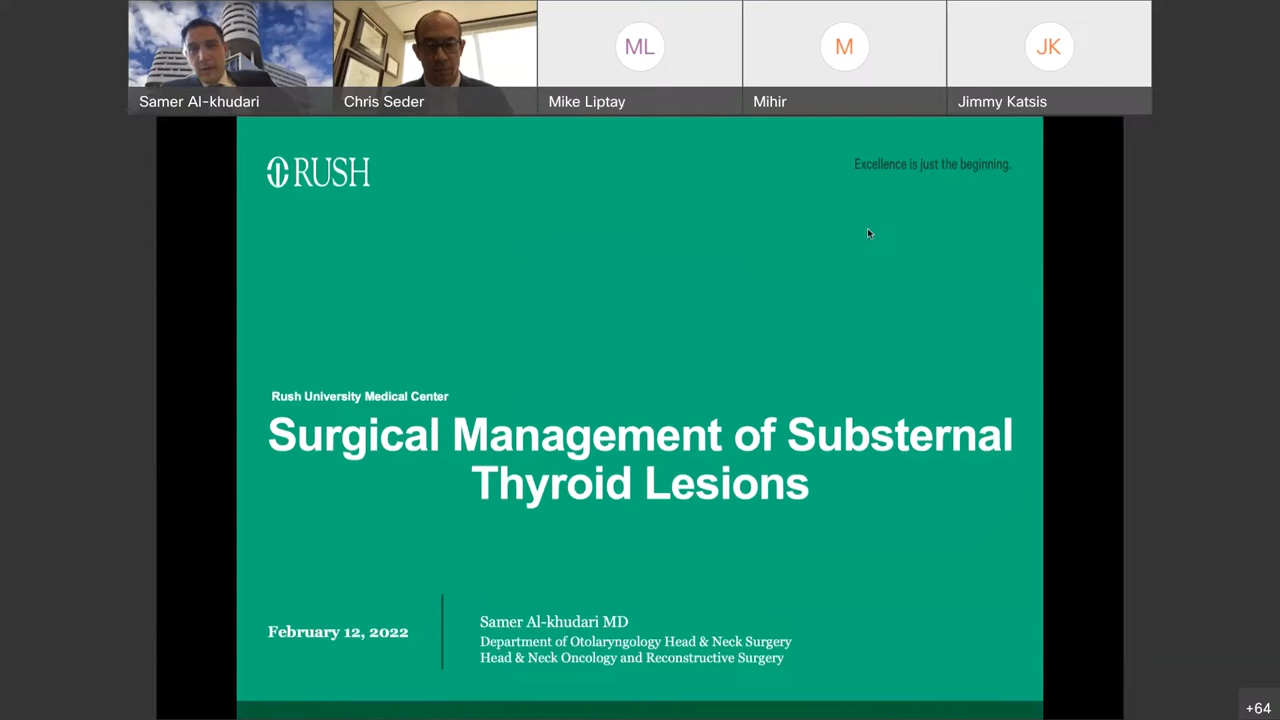 Samer Al-khudari
Chris Seder
ML
Mike Liptay
M
Mihir
JK
Jimmy Katsis
RUSH
Excellence is just the beginning.
Rush University Medical Center
Surgical Management of Substernal
Thyroid Lesions
February 12, 2022
Samer Al-khudari MD
Department of Otolaryngology Head & Neck Surgery
Head & Neck Oncology and Reconstructive Surgery
+64